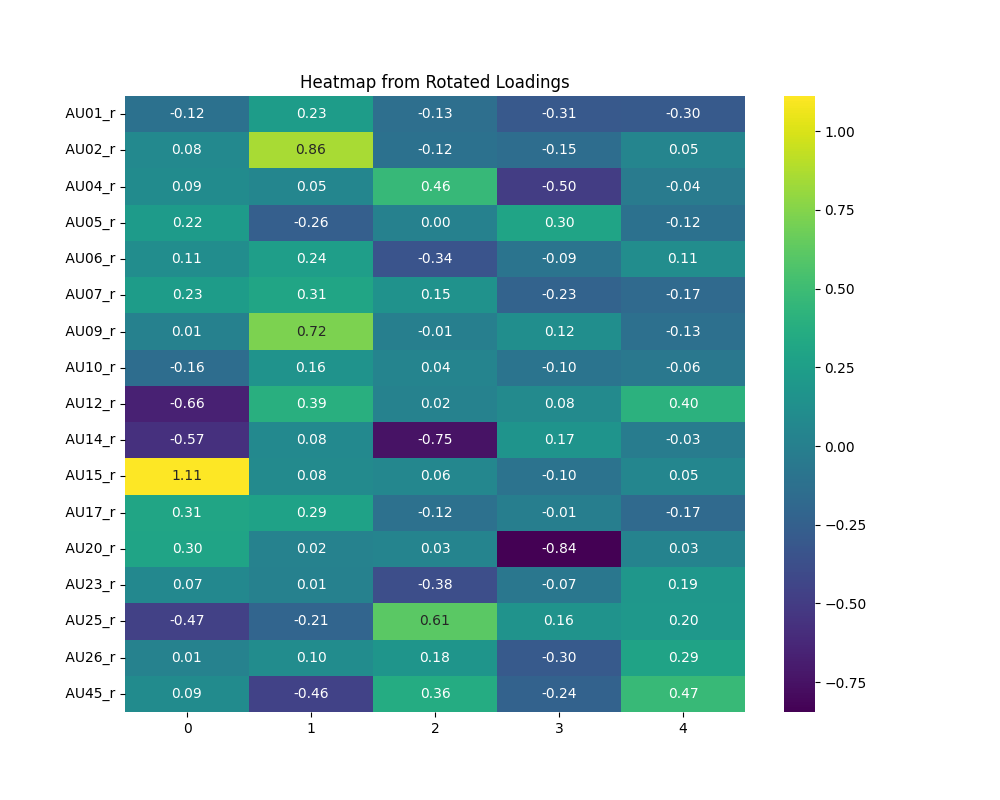 Heatmap from Rotated Loadings
AU01_r -0.12 0.23 -0.13 -0.31 -0.30
AU02_r 0.08 0.86 -0.12 -0.15 0.05
AU04_r 0.09 0.05 0.46 -0.50 -0.04
AU05_r 0.22 -0.26 0.00 0.30 -0.12
AU06_r 0.11 0.24 -0.34 -0.09 0.11
AU07_r 0.23 0.31 0.15 -0.23 -0.17
AU09_r 0.01 0.72 -0.01 0.12 -0.13
AU10_r -0.16 0.16 0.04 -0.10 -0.06
AU12_r -0.66 0.39 0.02 0.08 0.40
AU14_r -0.57 0.08 -0.75 0.17 -0.03
AU15_r 1.11 0.08 0.06 -0.10 0.05
AU17_r 0.31 0.29 -0.12 -0.01 -0.17
AU20_r 0.30 0.02 0.03 -0.84 0.03
AU23_r 0.07 0.01 -0.38 -0.07 0.19
AU25_r -0.47 -0.21 0.61 0.16 0.20
AU26_r 0.01 0.10 0.18 -0.30 0.29
AU45_r 0.09 -0.46 0.36 -0.24 0.47
0 1 2 3 4
1.00
0.75
0.50
0.25
0.00
−0.25
−0.50
−0.75